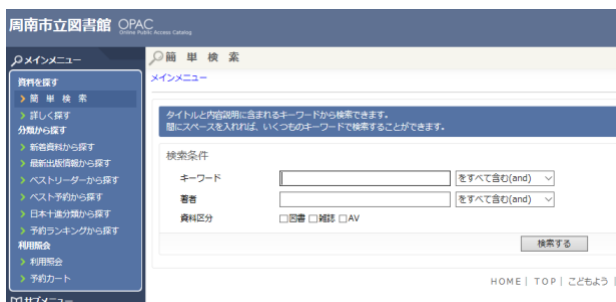 周南市立図書館 OPAC
Online Public Access Catalog
メインメニュー
資料を探す
簡 単 検 索
詳しく探す
分類から探す
新着資料から探す
最新出版情報から探す
ベストリーダーから探す
ベスト予約から探す
日本十進分類から探す
予約ランキングから探す
利用照会
利用照会
予約カート
サブメニュー
簡 単 検 索
メインメニュー
タイトルと内容説明に含まれるキーワードから検索できます。
間にスペースを入れれば、いくつものキーワードで検索することができます。
検索条件
キーワード をすべて含む(and)
著者 をすべて含む(and)
資料区分 □図書 □雑誌 □AV
検索する
HOME | TOP | こどもよう |